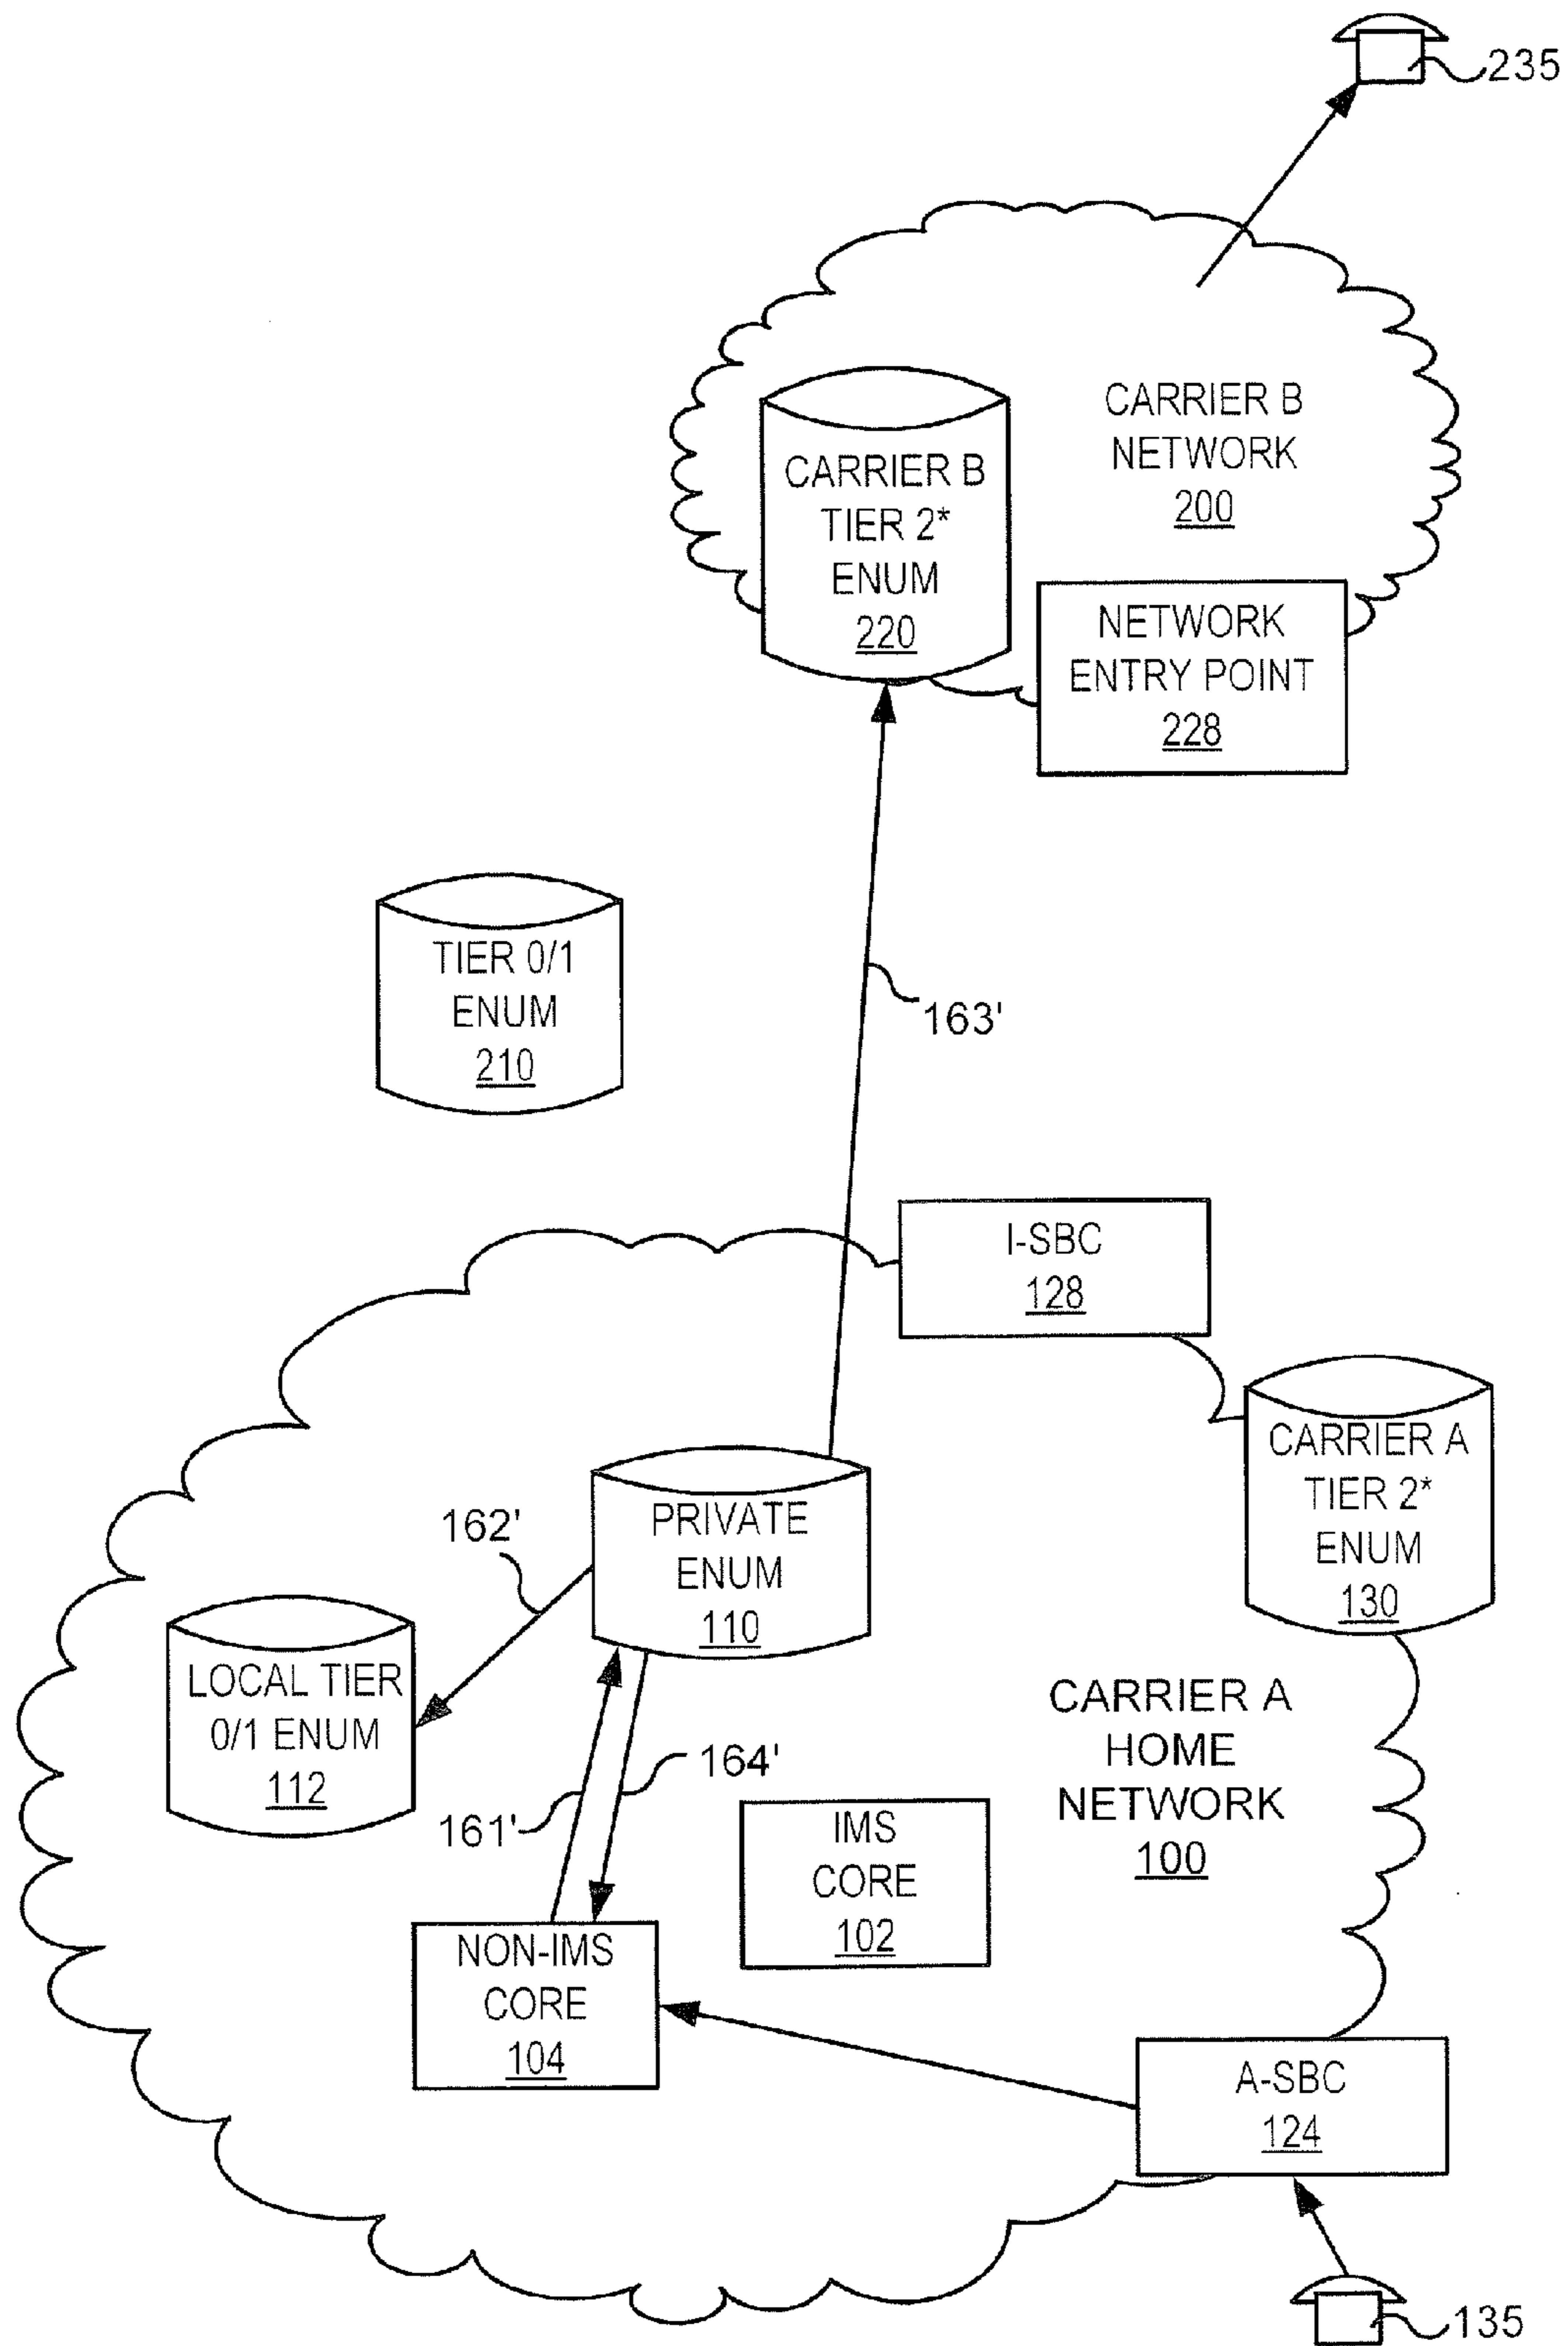 235
CARRIER B
NETWORK
200
CARRIER B
TIER 2*
ENUM
220
NETWORK
ENTRY POINT
228
TIER 0/1
ENUM
210
163'
I-SBC
128
CARRIER A
TIER 2*
ENUM
130
PRIVATE
ENUM
110
162'
LOCAL TIER
0/1 ENUM
112
CARRIER A
HOME
NETWORK
100
164'
161'
IMS
CORE
102
NON-IMS
CORE
104
A-SBC
124
135